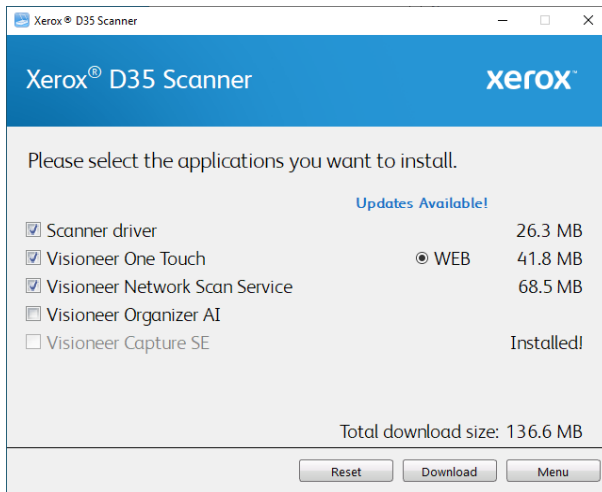 Xerox® D35 Scanner
Xerox® D35 Scanner
xerox™
Please select the applications you want to install.
Updates Available!
Scanner driver 26.3 MB
Visioneer One Touch WEB 41.8 MB
Visioneer Network Scan Service 68.5 MB
Visioneer Organizer AI
Visioneer Capture SE Installed!
Total download size: 136.6 MB
Reset Download Menu